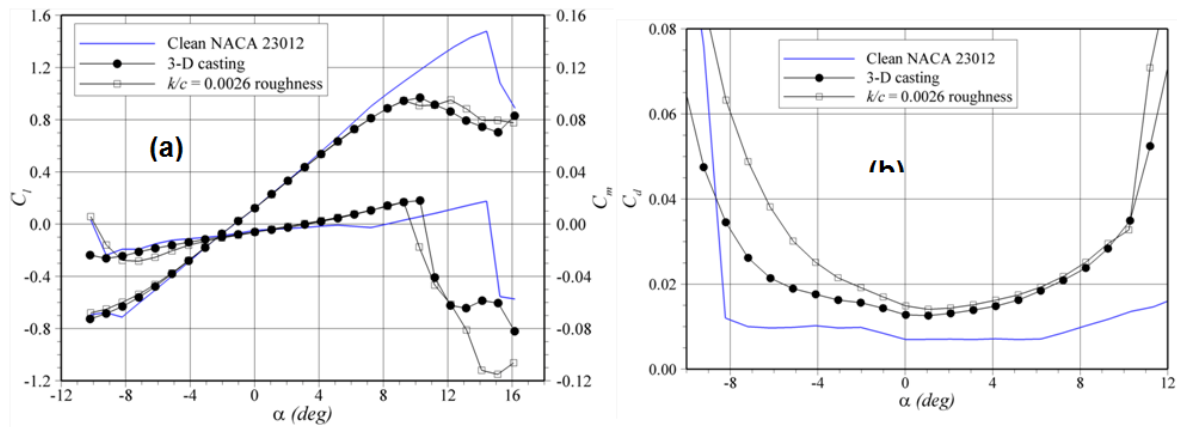 1.6
1.2
0.8
0.4
0.0
-0.4
-0.8
-1.2
C_l
Clean NACA 23012
3-D casting
k/c = 0.0026 roughness
(a)
0.16
0.12
0.08
0.04
0.00
-0.04
-0.08
-0.12
C_m
-12 -8 -4 0 4 8 12 16
α (deg)
0.08
0.06
0.04
0.02
0.00
C_d
Clean NACA 23012
3-D casting
k/c = 0.0026 roughness
(b)
-8 -4 0 4 8 12
α (deg)